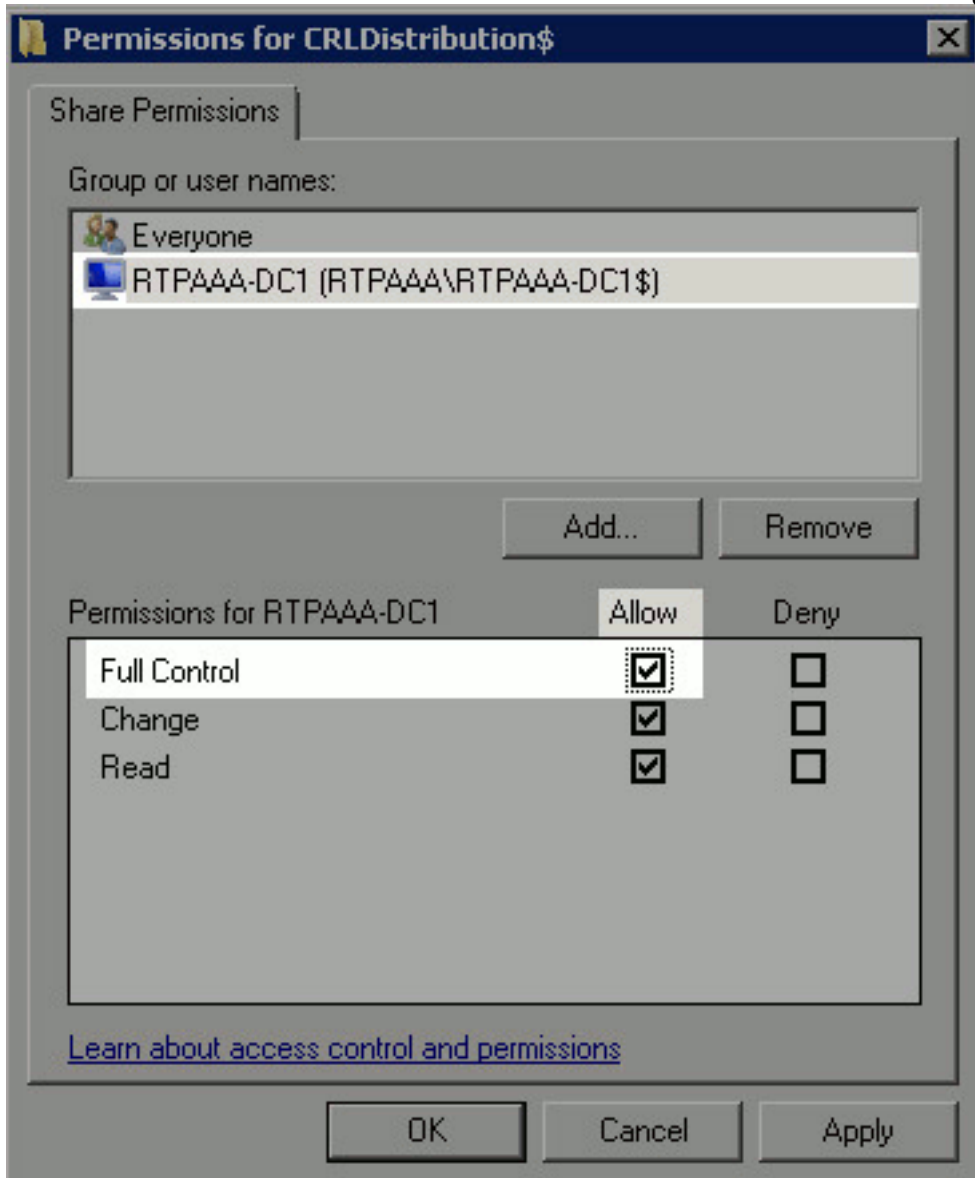 Permissions for CRLDistribution$
Share Permissions
Group or user names:
Everyone
RTPAAA-DC1 (RTPAAA\RTPAAA-DC1$)
Add...
Remove
Permissions for RTPAAA-DC1
Allow
Deny
Full Control
Change
Read
Learn about access control and permissions
OK
Cancel
Apply